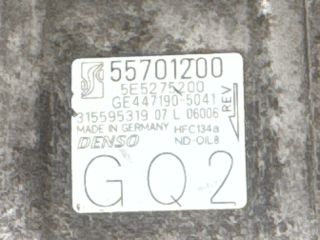 55701200
5E5275200
GE447190-5041
315595319 07 L 06006
MADE IN GERMANY HFC134a
DENSO ND-OIL8
REV
GQ2